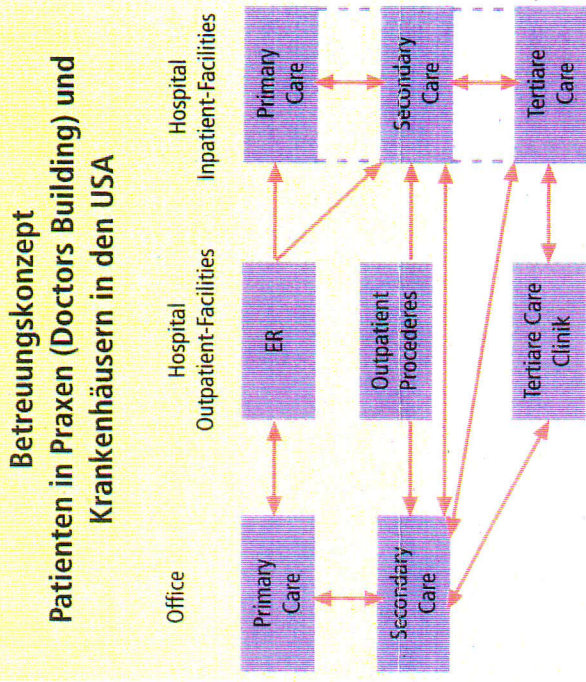 Betreuungskonzept
Patienten in Praxen (Doctors Building) und
Krankenhäusern in den USA
Office
Hospital
Outpatient-Facilities
Hospital
Inpatient-Facilities
Primary
Care
ER
Primary
Care
Secondary
Care
Outpatient
Procederes
Secondary
Care
Tertiare Care
Clinik
Tertiare
Care